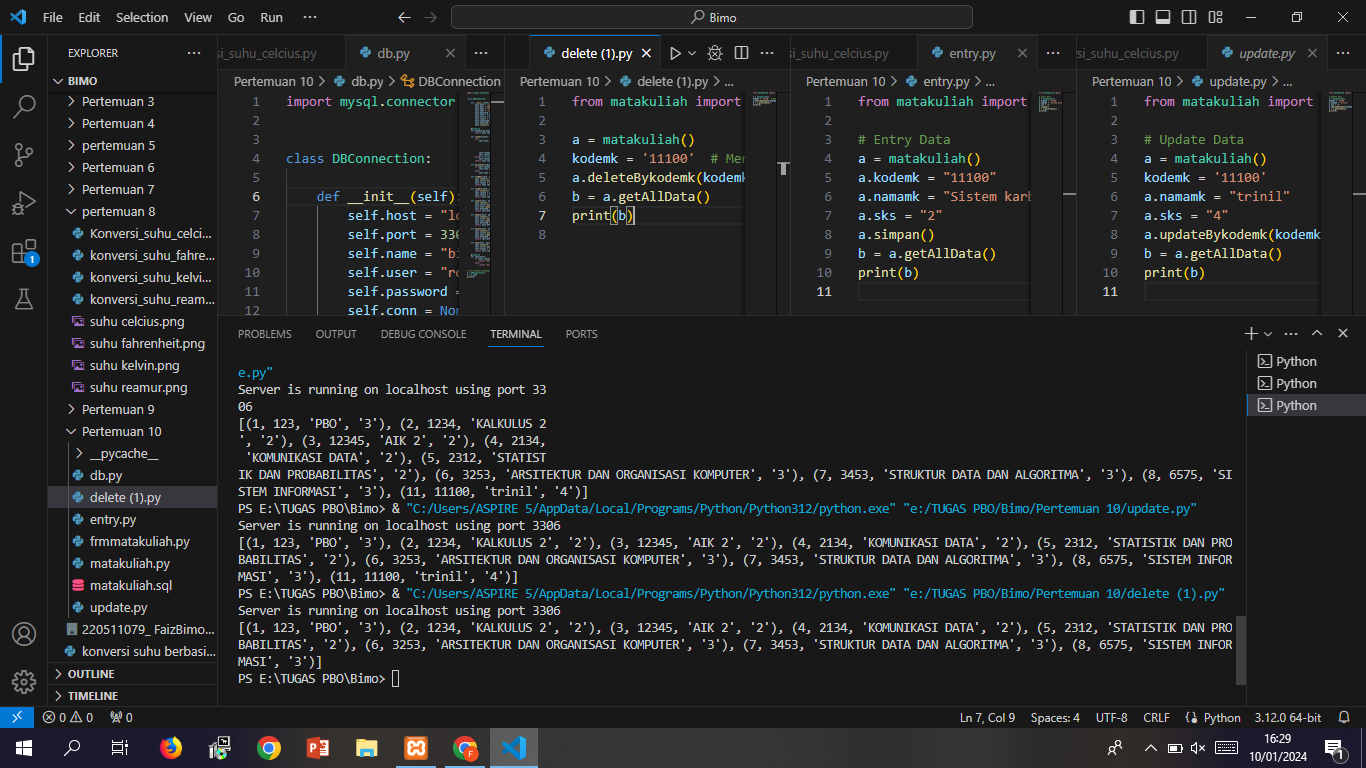 File Edit Selection View Go Run ··· Bimo
EXPLORER ···
BIMO
Pertemuan 3
Pertemuan 4
pertemuan 5
Pertemuan 6
Pertemuan 7
pertemuan 8
Konversi_suhu_celci...
konversi_suhu_fahre...
konversi_suhu_kelvi...
konversi_suhu_ream...
suhu celcius.png
suhu fahrenheit.png
suhu kelvin.png
suhu reamur.png
Pertemuan 9
Pertemuan 10
__pycache__
db.py
delete (1).py
entry.py
frmmatakuliah.py
matakuliah.py
matakuliah.sql
update.py
220511079_ FaizBimo...
konversi suhu berbasi...
OUTLINE
TIMELINE
si_suhu_celcius.py db.py ···
Pertemuan 10 > db.py > DBConnection
1 import mysql.connector
2
3
4 class DBConnection:
5
6 def __init__(self):
7 self.host = "lo
8 self.port = 330
9 self.name = "bi
10 self.user = "ro
11 self.password =
12 self.conn = Non
delete (1).py ···
Pertemuan 10 > delete (1).py > ...
1 from matakuliah import
2
3 a = matakuliah()
4 kodemk = '11100' # Mer
5 a.deleteBykodemk(kodemk
6 b = a.getAllData()
7 print(b)
8
si_suhu_celcius.py entry.py ···
Pertemuan 10 > entry.py > ...
1 from matakuliah import
2
3 # Entry Data
4 a = matakuliah()
5 a.kodemk = "11100"
6 a.namamk = "Sistem karb
7 a.sks = "2"
8 a.simpan()
9 b = a.getAllData()
10 print(b)
11
si_suhu_celcius.py update.py ···
Pertemuan 10 > update.py > ...
1 from matakuliah import
2
3 # Update Data
4 a = matakuliah()
5 kodemk = '11100'
6 a.namamk = "trinil"
7 a.sks = "4"
8 a.updateBykodemk(kodemk
9 b = a.getAllData()
10 print(b)
11
PROBLEMS OUTPUT DEBUG CONSOLE TERMINAL PORTS
e.py"
Server is running on localhost using port 33
06
[(1, 123, 'PBO', '3'), (2, 1234, 'KALKULUS 2
', '2'), (3, 12345, 'AIK 2', '2'), (4, 2134,
'KOMUNIKASI DATA', '2'), (5, 2312, 'STATIST
IK DAN PROBABILITAS', '2'), (6, 3253, 'ARSITEKTUR DAN ORGANISASI KOMPUTER', '3'), (7, 3453, 'STRUKTUR DATA DAN ALGORITMA', '3'), (8, 6575, 'SI
STEM INFORMASI', '3'), (11, 11100, 'trinil', '4')]
PS E:\TUGAS PBO\Bimo> & "C:/Users/ASPIRE 5/AppData/Local/Programs/Python/Python312/python.exe" "e:/TUGAS PBO/Bimo/Pertemuan 10/update.py"
Server is running on localhost using port 3306
[(1, 123, 'PBO', '3'), (2, 1234, 'KALKULUS 2', '2'), (3, 12345, 'AIK 2', '2'), (4, 2134, 'KOMUNIKASI DATA', '2'), (5, 2312, 'STATISTIK DAN PRO
BABILITAS', '2'), (6, 3253, 'ARSITEKTUR DAN ORGANISASI KOMPUTER', '3'), (7, 3453, 'STRUKTUR DATA DAN ALGORITMA', '3'), (8, 6575, 'SISTEM INFOR
MASI', '3'), (11, 11100, 'trinil', '4')]
PS E:\TUGAS PBO\Bimo> & "C:/Users/ASPIRE 5/AppData/Local/Programs/Python/Python312/python.exe" "e:/TUGAS PBO/Bimo/Pertemuan 10/delete (1).py"
Server is running on localhost using port 3306
[(1, 123, 'PBO', '3'), (2, 1234, 'KALKULUS 2', '2'), (3, 12345, 'AIK 2', '2'), (4, 2134, 'KOMUNIKASI DATA', '2'), (5, 2312, 'STATISTIK DAN PRO
BABILITAS', '2'), (6, 3253, 'ARSITEKTUR DAN ORGANISASI KOMPUTER', '3'), (7, 3453, 'STRUKTUR DATA DAN ALGORITMA', '3'), (8, 6575, 'SISTEM INFOR
MASI', '3')]
PS E:\TUGAS PBO\Bimo>
Python
Python
Python
0 0 0 Ln 7, Col 9 Spaces: 4 UTF-8 CRLF Python 3.12.0 64-bit
16:29
10/01/2024
1